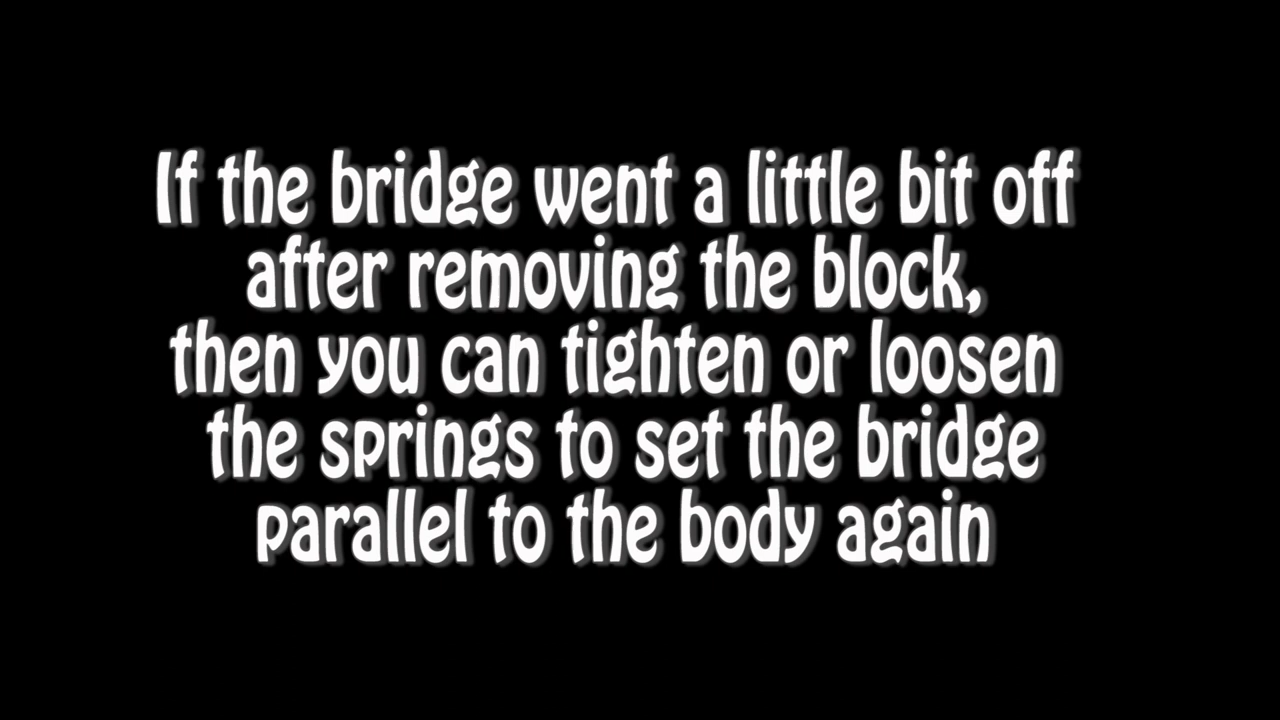 If the bridge went a little bit off
after removing the block,
then you can tighten or loosen
the springs to set the bridge
parallel to the body again